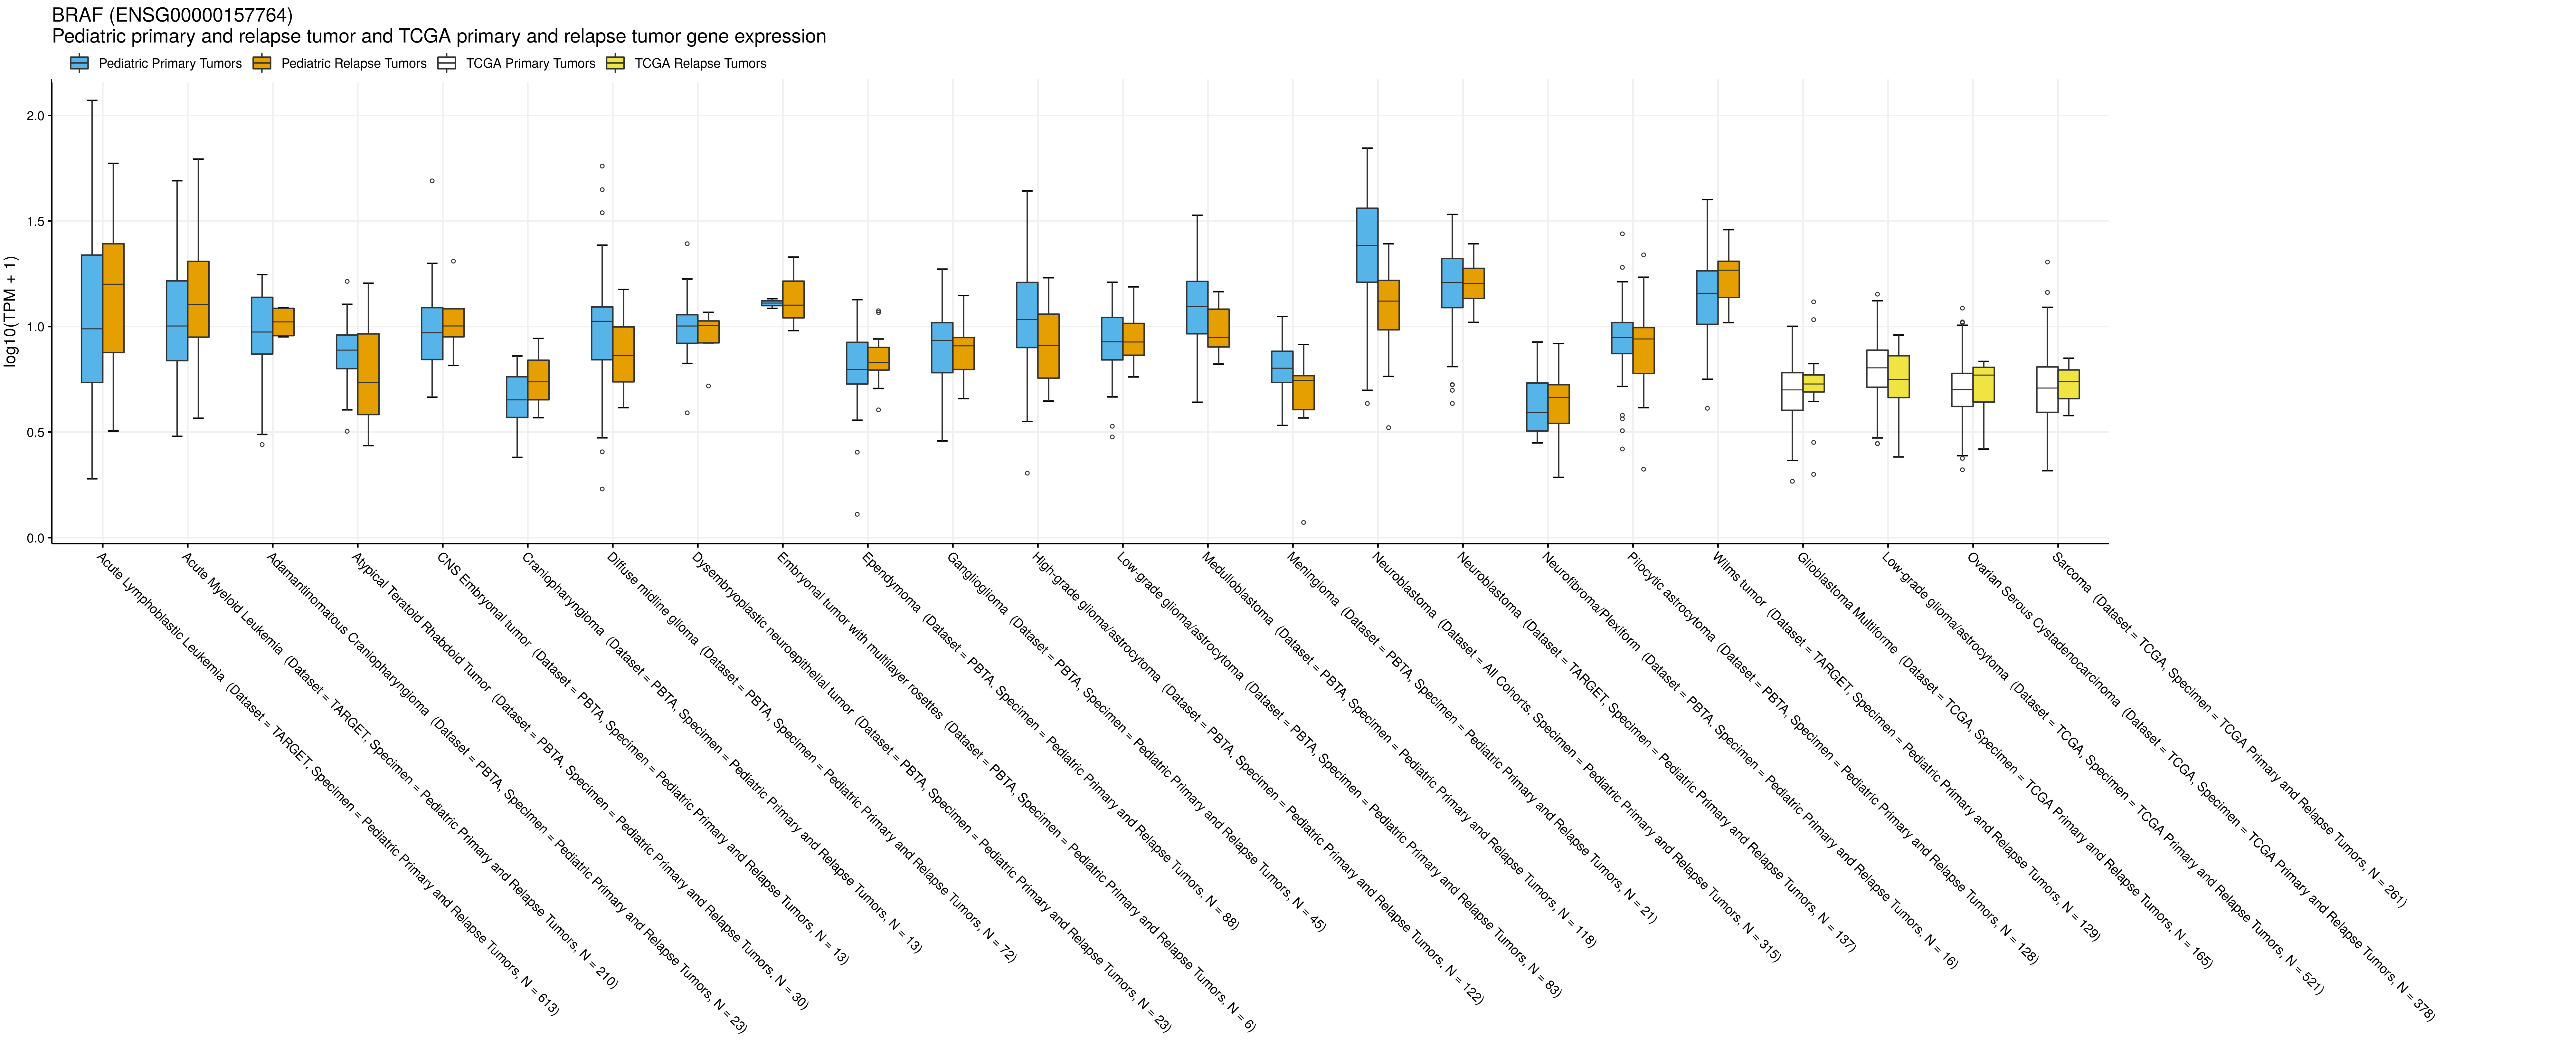 BRAF (ENSG00000157764)
Pediatric primary and relapse tumor and TCGA primary and relapse tumor gene expression
Pediatric Primary Tumors Pediatric Relapse Tumors TCGA Primary Tumors TCGA Relapse Tumors
log10(TPM + 1)
2.0
1.5
1.0
0.5
0.0
Acute Lymphoblastic Leukemia (Dataset = TARGET, Specimen = Pediatric Primary and Relapse Tumors, N = 613)
Acute Myeloid Leukemia (Dataset = TARGET, Specimen = Pediatric Primary and Relapse Tumors, N = 210)
Adamantinomatous Craniopharyngioma (Dataset = PBTA, Specimen = Pediatric Primary and Relapse Tumors, N = 23)
Atypical Teratoid Rhabdoid Tumor (Dataset = PBTA, Specimen = Pediatric Primary and Relapse Tumors, N = 30)
CNS Embryonal tumor (Dataset = PBTA, Specimen = Pediatric Primary and Relapse Tumors, N = 13)
Craniopharyngioma (Dataset = PBTA, Specimen = Pediatric Primary and Relapse Tumors, N = 13)
Diffuse midline glioma (Dataset = PBTA, Specimen = Pediatric Primary and Relapse Tumors, N = 72)
Dysembryoplastic neuroepithelial tumor (Dataset = PBTA, Specimen = Pediatric Primary and Relapse Tumors, N = 23)
Embryonal tumor with multilayer rosettes (Dataset = PBTA, Specimen = Pediatric Primary and Relapse Tumors, N = 6)
Ependymoma (Dataset = PBTA, Specimen = Pediatric Primary and Relapse Tumors, N = 88)
Ganglioglioma (Dataset = PBTA, Specimen = Pediatric Primary and Relapse Tumors, N = 45)
High-grade glioma/astrocytoma (Dataset = PBTA, Specimen = Pediatric Primary and Relapse Tumors, N = 122)
Low-grade glioma/astrocytoma (Dataset = PBTA, Specimen = Pediatric Primary and Relapse Tumors, N = 83)
Medulloblastoma (Dataset = PBTA, Specimen = Pediatric Primary and Relapse Tumors, N = 118)
Meningioma (Dataset = PBTA, Specimen = Pediatric Primary and Relapse Tumors, N = 21)
Neuroblastoma (Dataset = All Cohorts, Specimen = Pediatric Primary and Relapse Tumors, N = 315)
Neuroblastoma (Dataset = TARGET, Specimen = Pediatric Primary and Relapse Tumors, N = 137)
Neurofibroma/Plexiform (Dataset = PBTA, Specimen = Pediatric Primary and Relapse Tumors, N = 16)
Pilocytic astrocytoma (Dataset = PBTA, Specimen = Pediatric Primary and Relapse Tumors, N = 128)
Wilms tumor (Dataset = TARGET, Specimen = Pediatric Primary and Relapse Tumors, N = 129)
Glioblastoma Multiforme (Dataset = TCGA, Specimen = TCGA Primary and Relapse Tumors, N = 165)
Low-grade glioma/astrocytoma (Dataset = TCGA, Specimen = TCGA Primary and Relapse Tumors, N = 521)
Ovarian Serous Cystadenocarcinoma (Dataset = TCGA, Specimen = TCGA Primary and Relapse Tumors, N = 378)
Sarcoma (Dataset = TCGA, Specimen = TCGA Primary and Relapse Tumors, N = 261)